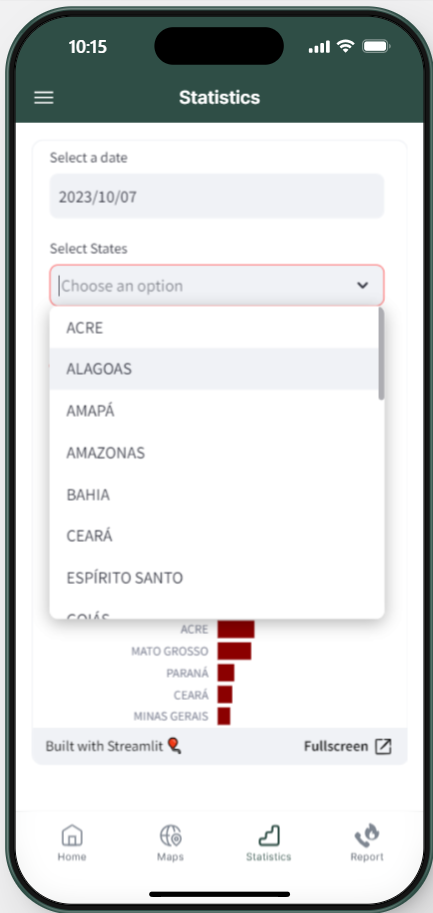 10:15
Statistics
Select a date
2023/10/07
Select States
Choose an option
ACRE
ALAGOAS
AMAPÁ
AMAZONAS
BAHIA
CEARÁ
ESPÍRITO SANTO
GOIÁS
ACRE
MATO GROSSO
PARANÁ
CEARÁ
MINAS GERAIS
Built with Streamlit
Fullscreen
Home
Maps
Statistics
Report